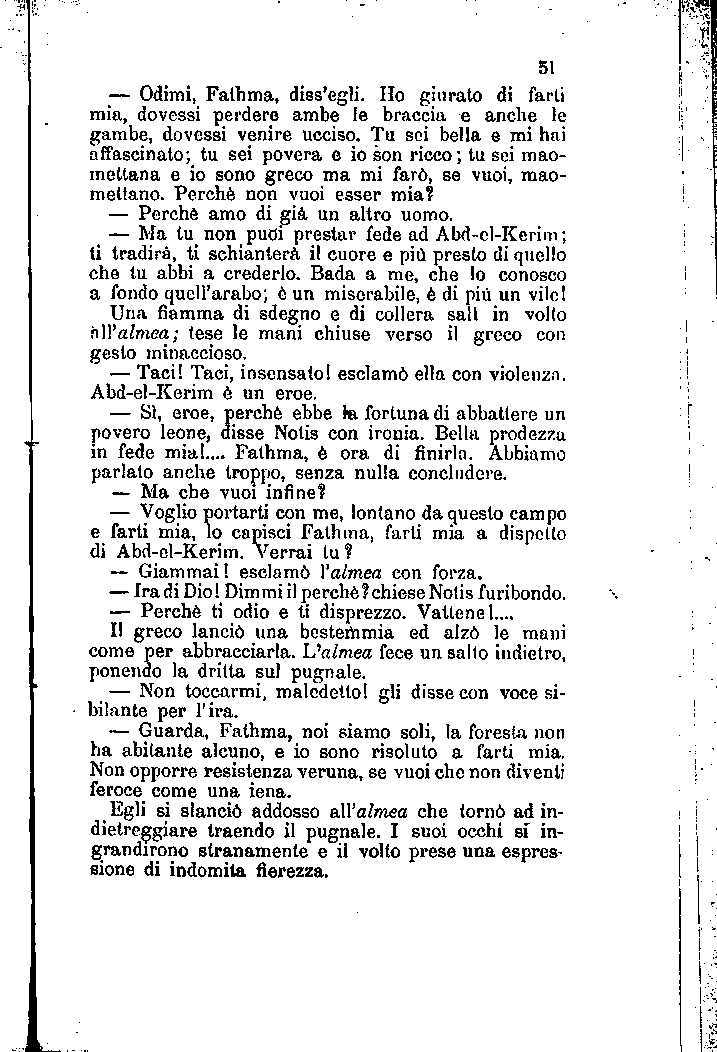 51
— Odimi, Fathma, diss'egli. Ho giurato di farti
mia, dovessi perdere ambe le braccia e anche le
gambe, dovessi venire ucciso. Tu sei bella e mi hai
affascinato; tu sei povera e io son ricco; tu sei mao-
mettana e io sono greco ma mi farò, se vuoi, mao-
mettano. Perchè non vuoi esser mia?
— Perchè amo di già un altro uomo.
— Ma tu non puoi prestar fede ad Abd-el-Kerim;
ti tradirà, ti schianterà il cuore e più presto di quello
che tu abbi a crederlo. Bada a me, che lo conosco
a fondo quell'arabo; è un miserabile, è di più un vile!
Una fiamma di sdegno e di collera salì in volto
all'almea; tese le mani chiuse verso il greco con
gesto minaccioso.
— Taci! Taci, insensato! esclamò ella con violenza.
Abd-el-Kerim è un eroe.
— Sì, eroe, perchè ebbe la fortuna di abbattere un
povero leone, disse Notis con ironia. Bella prodezza
in fede mia!.... Fathma, è ora di finirla. Abbiamo
parlato anche troppo, senza nulla concludere.
— Ma che vuoi infine?
— Voglio portarti con me, lontano da questo campo
e farti mia, lo capisci Fathma, farti mia a dispetto
di Abd-el-Kerim. Verrai tu?
— Giammai! esclamò l'almea con forza.
— Ira di Dio! Dimmi il perchè? chiese Notis furibondo.
— Perchè ti odio e ti disprezzo. Vattene!....
Il greco lanciò una bestemmia ed alzò le mani
come per abbracciarla. L'almea fece un salto indietro,
ponendo la dritta sul pugnale.
— Non toccarmi, maledetto! gli disse con voce si-
bilante per l'ira.
— Guarda, Fathma, noi siamo soli, la foresta non
ha abitante alcuno, e io sono risoluto a farti mia.
Non opporre resistenza veruna, se vuoi che non diventi
feroce come una iena.
Egli si slanciò addosso all'almea che tornò ad in-
dietreggiare traendo il pugnale. I suoi occhi si in-
grandirono stranamente e il volto prese una espres-
sione di indomita fierezza.